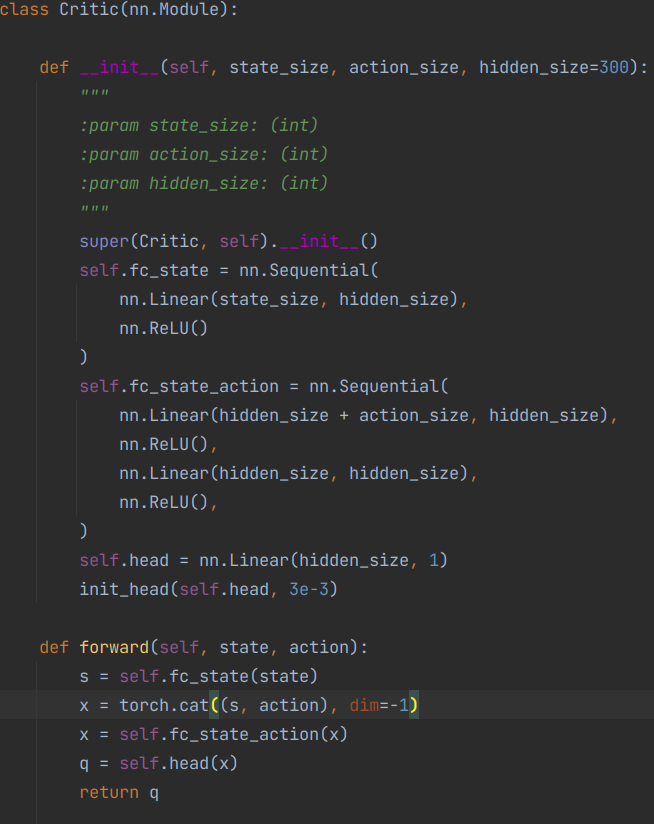 class Critic(nn.Module):
def __init__(self, state_size, action_size, hidden_size=300):
"""
:param state_size: (int)
:param action_size: (int)
:param hidden_size: (int)
"""
super(Critic, self).__init__()
self.fc_state = nn.Sequential(
nn.Linear(state_size, hidden_size),
nn.ReLU()
)
self.fc_state_action = nn.Sequential(
nn.Linear(hidden_size + action_size, hidden_size),
nn.ReLU(),
nn.Linear(hidden_size, hidden_size),
nn.ReLU(),
)
self.head = nn.Linear(hidden_size, 1)
init_head(self.head, 3e-3)
def forward(self, state, action):
s = self.fc_state(state)
x = torch.cat((s, action), dim=-1)
x = self.fc_state_action(x)
q = self.head(x)
return q